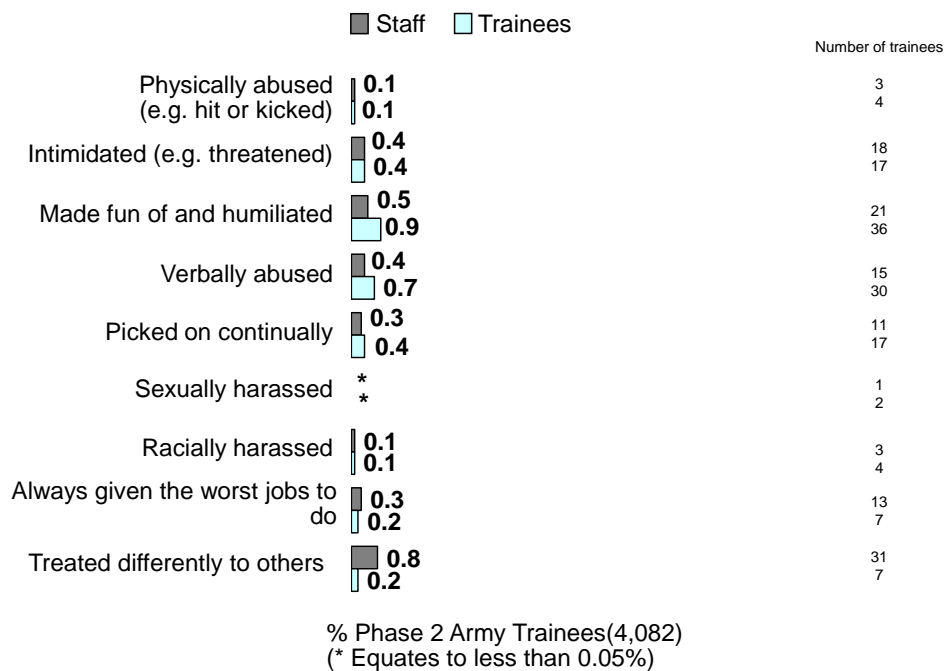 Staff Trainees
Number of trainees
Physically abused
(e.g. hit or kicked)
0.1
0.1
3
4
Intimidated (e.g. threatened)
0.4
0.4
18
17
Made fun of and humiliated
0.5
0.9
21
36
Verbally abused
0.4
0.7
15
30
Picked on continually
0.3
0.4
11
17
Sexually harassed
*
*
1
2
Racially harassed
0.1
0.1
3
4
Always given the worst jobs to
do
0.3
0.2
13
7
Treated differently to others
0.8
0.2
31
7
% Phase 2 Army Trainees(4,082)
(* Equates to less than 0.05%)